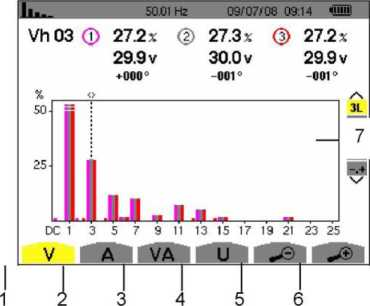 50.01 Hz 09/07/08 09:14
Vh 03 1 27.2 % 2 27.3 % 3 27.2 %
29.9 v 30.0 v 29.9 v
+000° -001° -001°
%
50
25
3L
7
-.+
DC 1 3 5 7 9 11 13 15 17 19 21 23 25
V A VA U
1 2 3 4 5 6